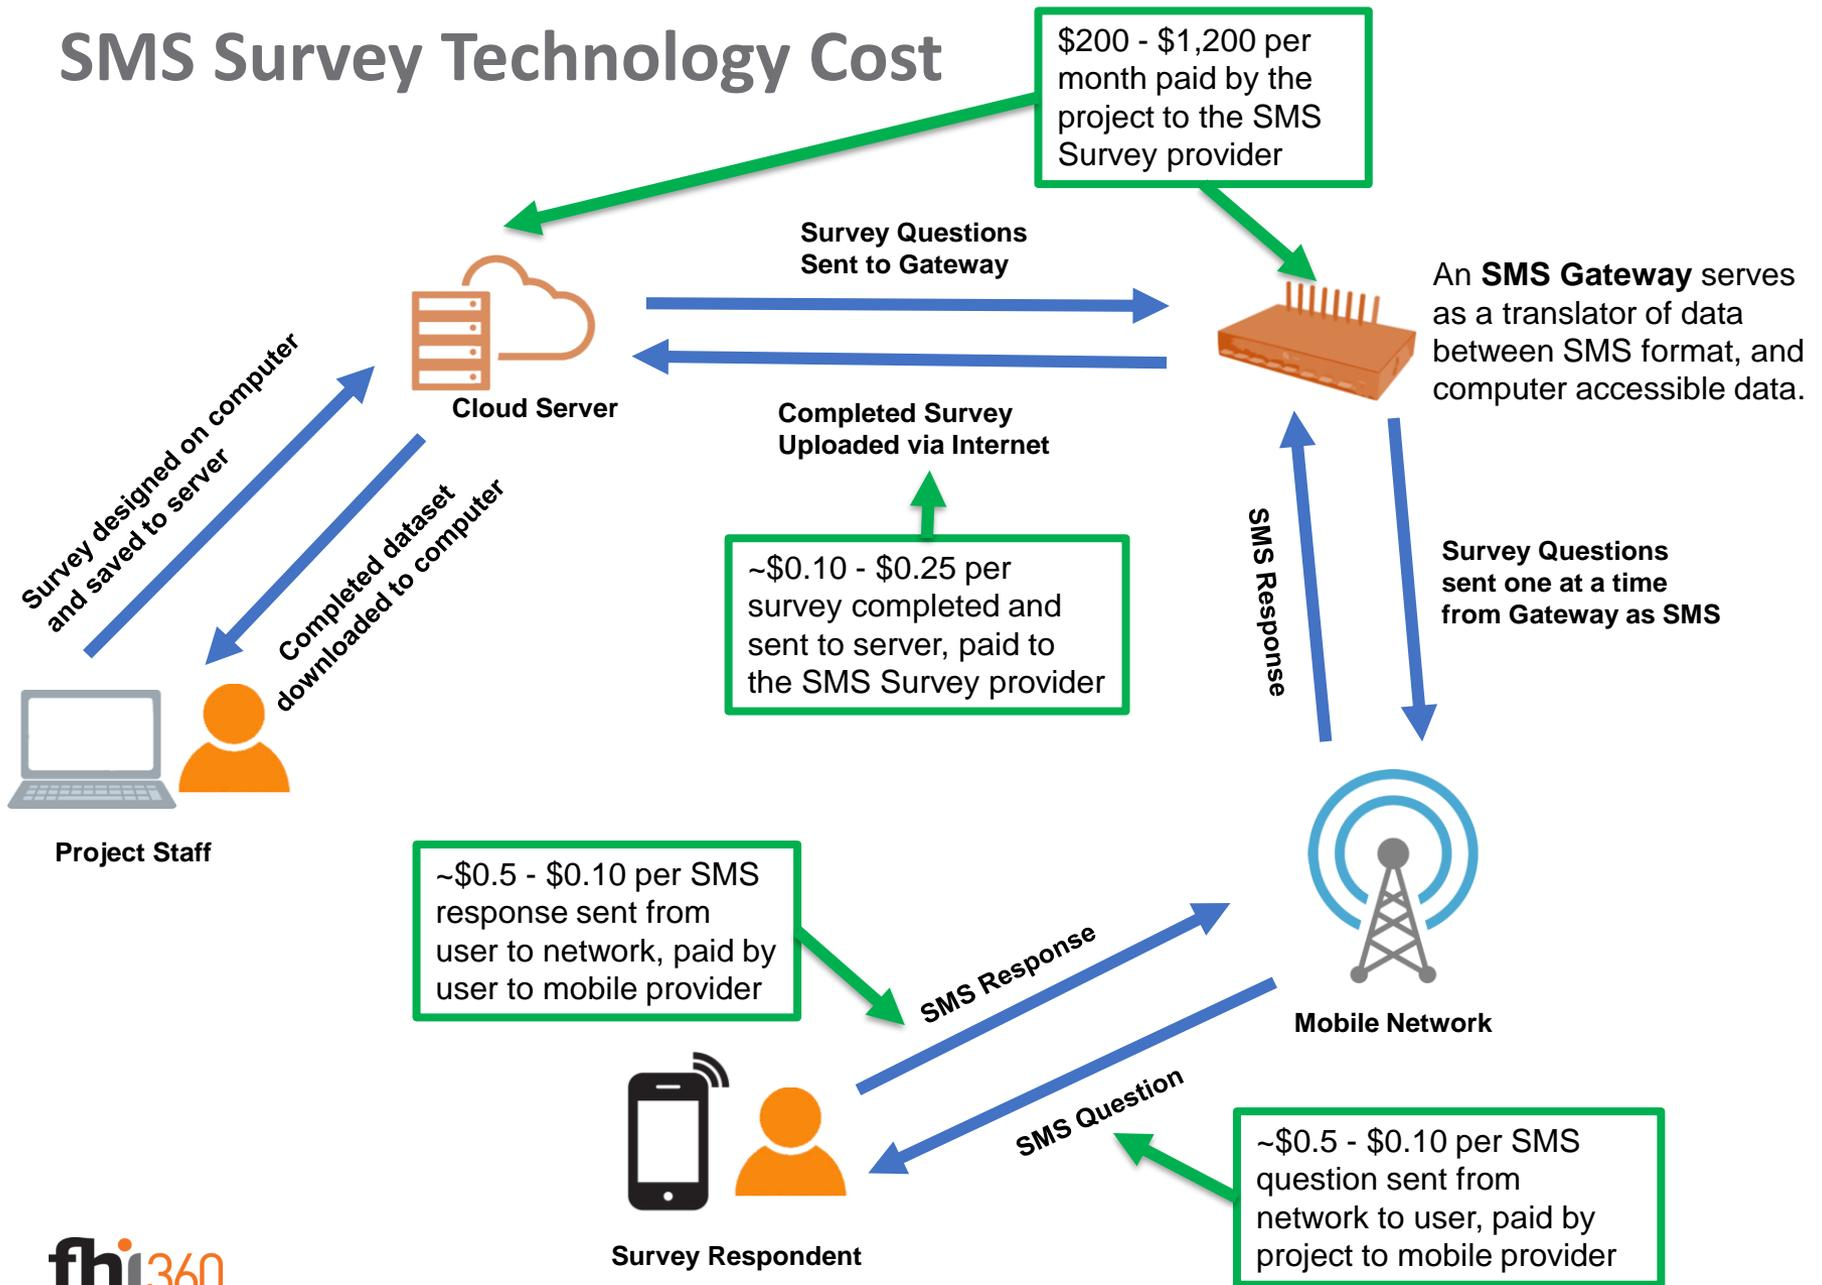 SMS Survey Technology Cost
$200 - $1,200 per
month paid by the
project to the SMS
Survey provider
Survey Questions
Sent to Gateway
An SMS Gateway serves
as a translator of data
between SMS format, and
computer accessible data.
Cloud Server
Completed Survey
Uploaded via Internet
Survey designed on computer
and saved to server
Completed dataset
downloaded to computer
~$0.10 - $0.25 per
survey completed and
sent to server, paid to
the SMS Survey provider
SMS Response
Survey Questions
sent one at a time
from Gateway as SMS
Project Staff
~$0.5 - $0.10 per SMS
response sent from
user to network, paid by
user to mobile provider
SMS Response
Mobile Network
SMS Question
~$0.5 - $0.10 per SMS
question sent from
network to user, paid by
project to mobile provider
Survey Respondent
fhi360